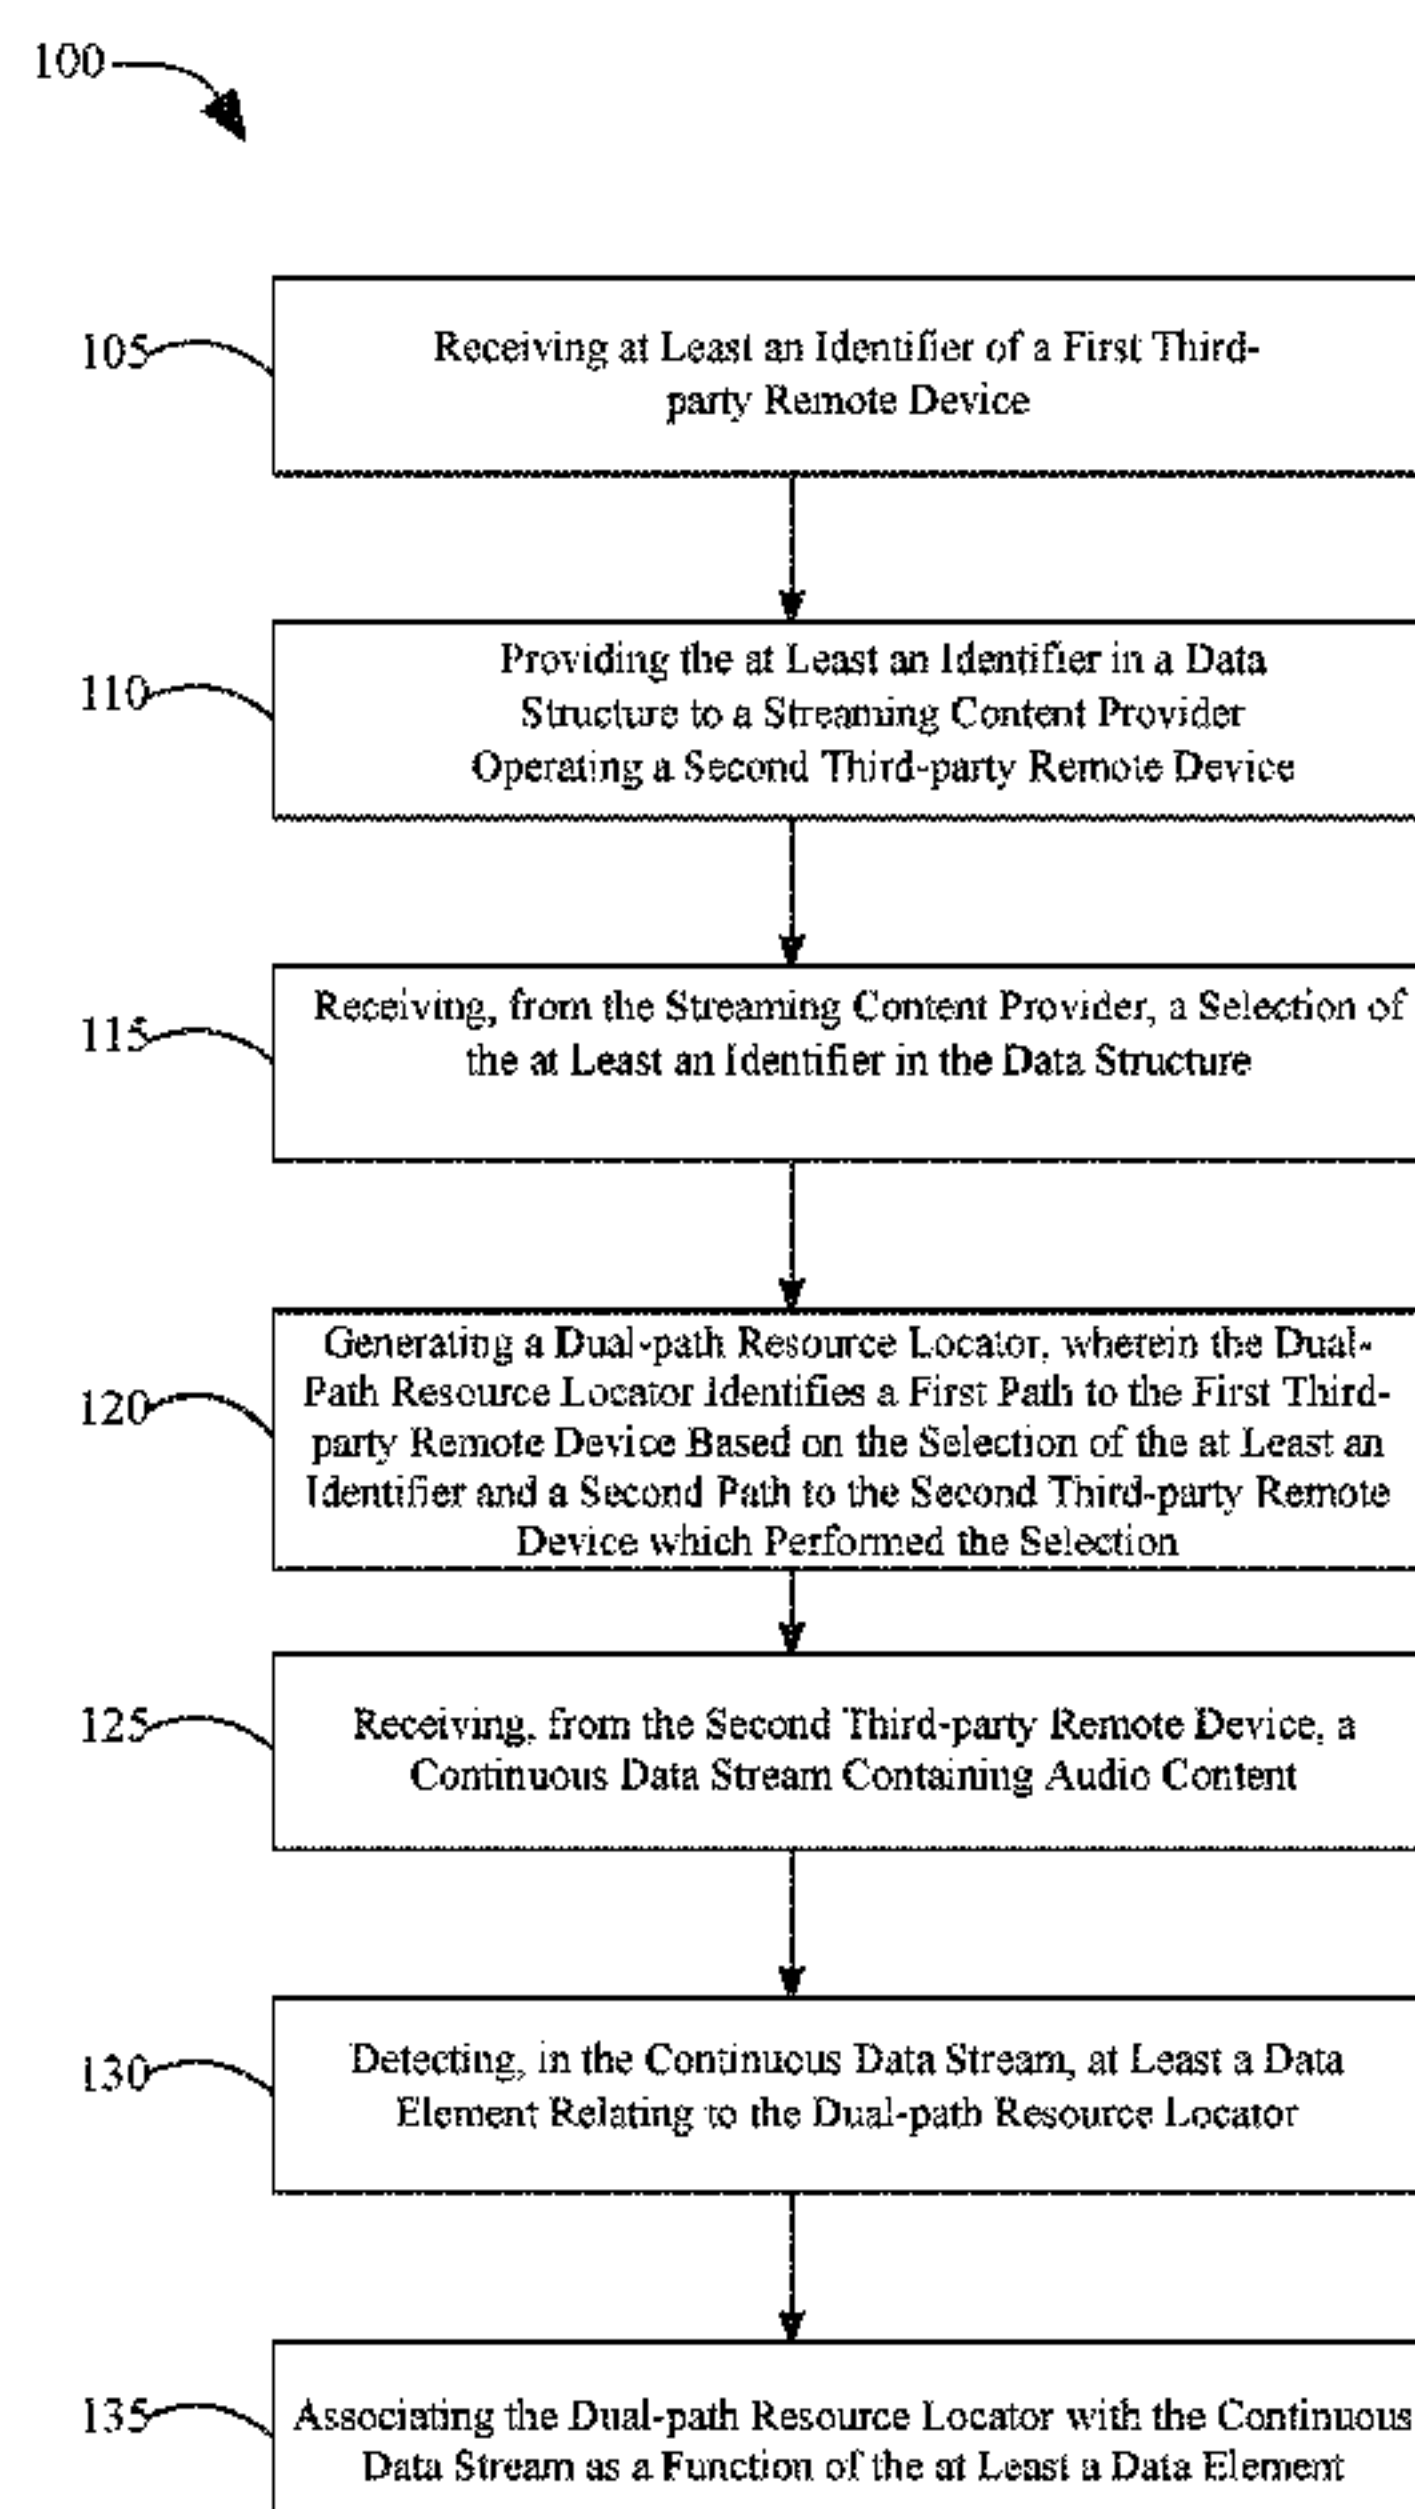 100
105
Receiving at Least an Identifier of a First Third-
party Remote Device
110
Providing the at Least an Identifier in a Data
Structure to a Streaming Content Provider
Operating a Second Third-party Remote Device
115
Receiving, from the Streaming Content Provider, a Selection of
the at Least an Identifier in the Data Structure
120
Generating a Dual-path Resource Locator, wherein the Dual-
Path Resource Locator Identifies a First Path to the First Third-
party Remote Device Based on the Selection of the at Least an
Identifier and a Second Path to the Second Third-party Remote
Device which Performed the Selection
125
Receiving, from the Second Third-party Remote Device, a
Continuous Data Stream Containing Audio Content
130
Detecting, in the Continuous Data Stream, at Least a Data
Element Relating to the Dual-path Resource Locator
135
Associating the Dual-path Resource Locator with the Continuous
Data Stream as a Function of the at Least a Data Element